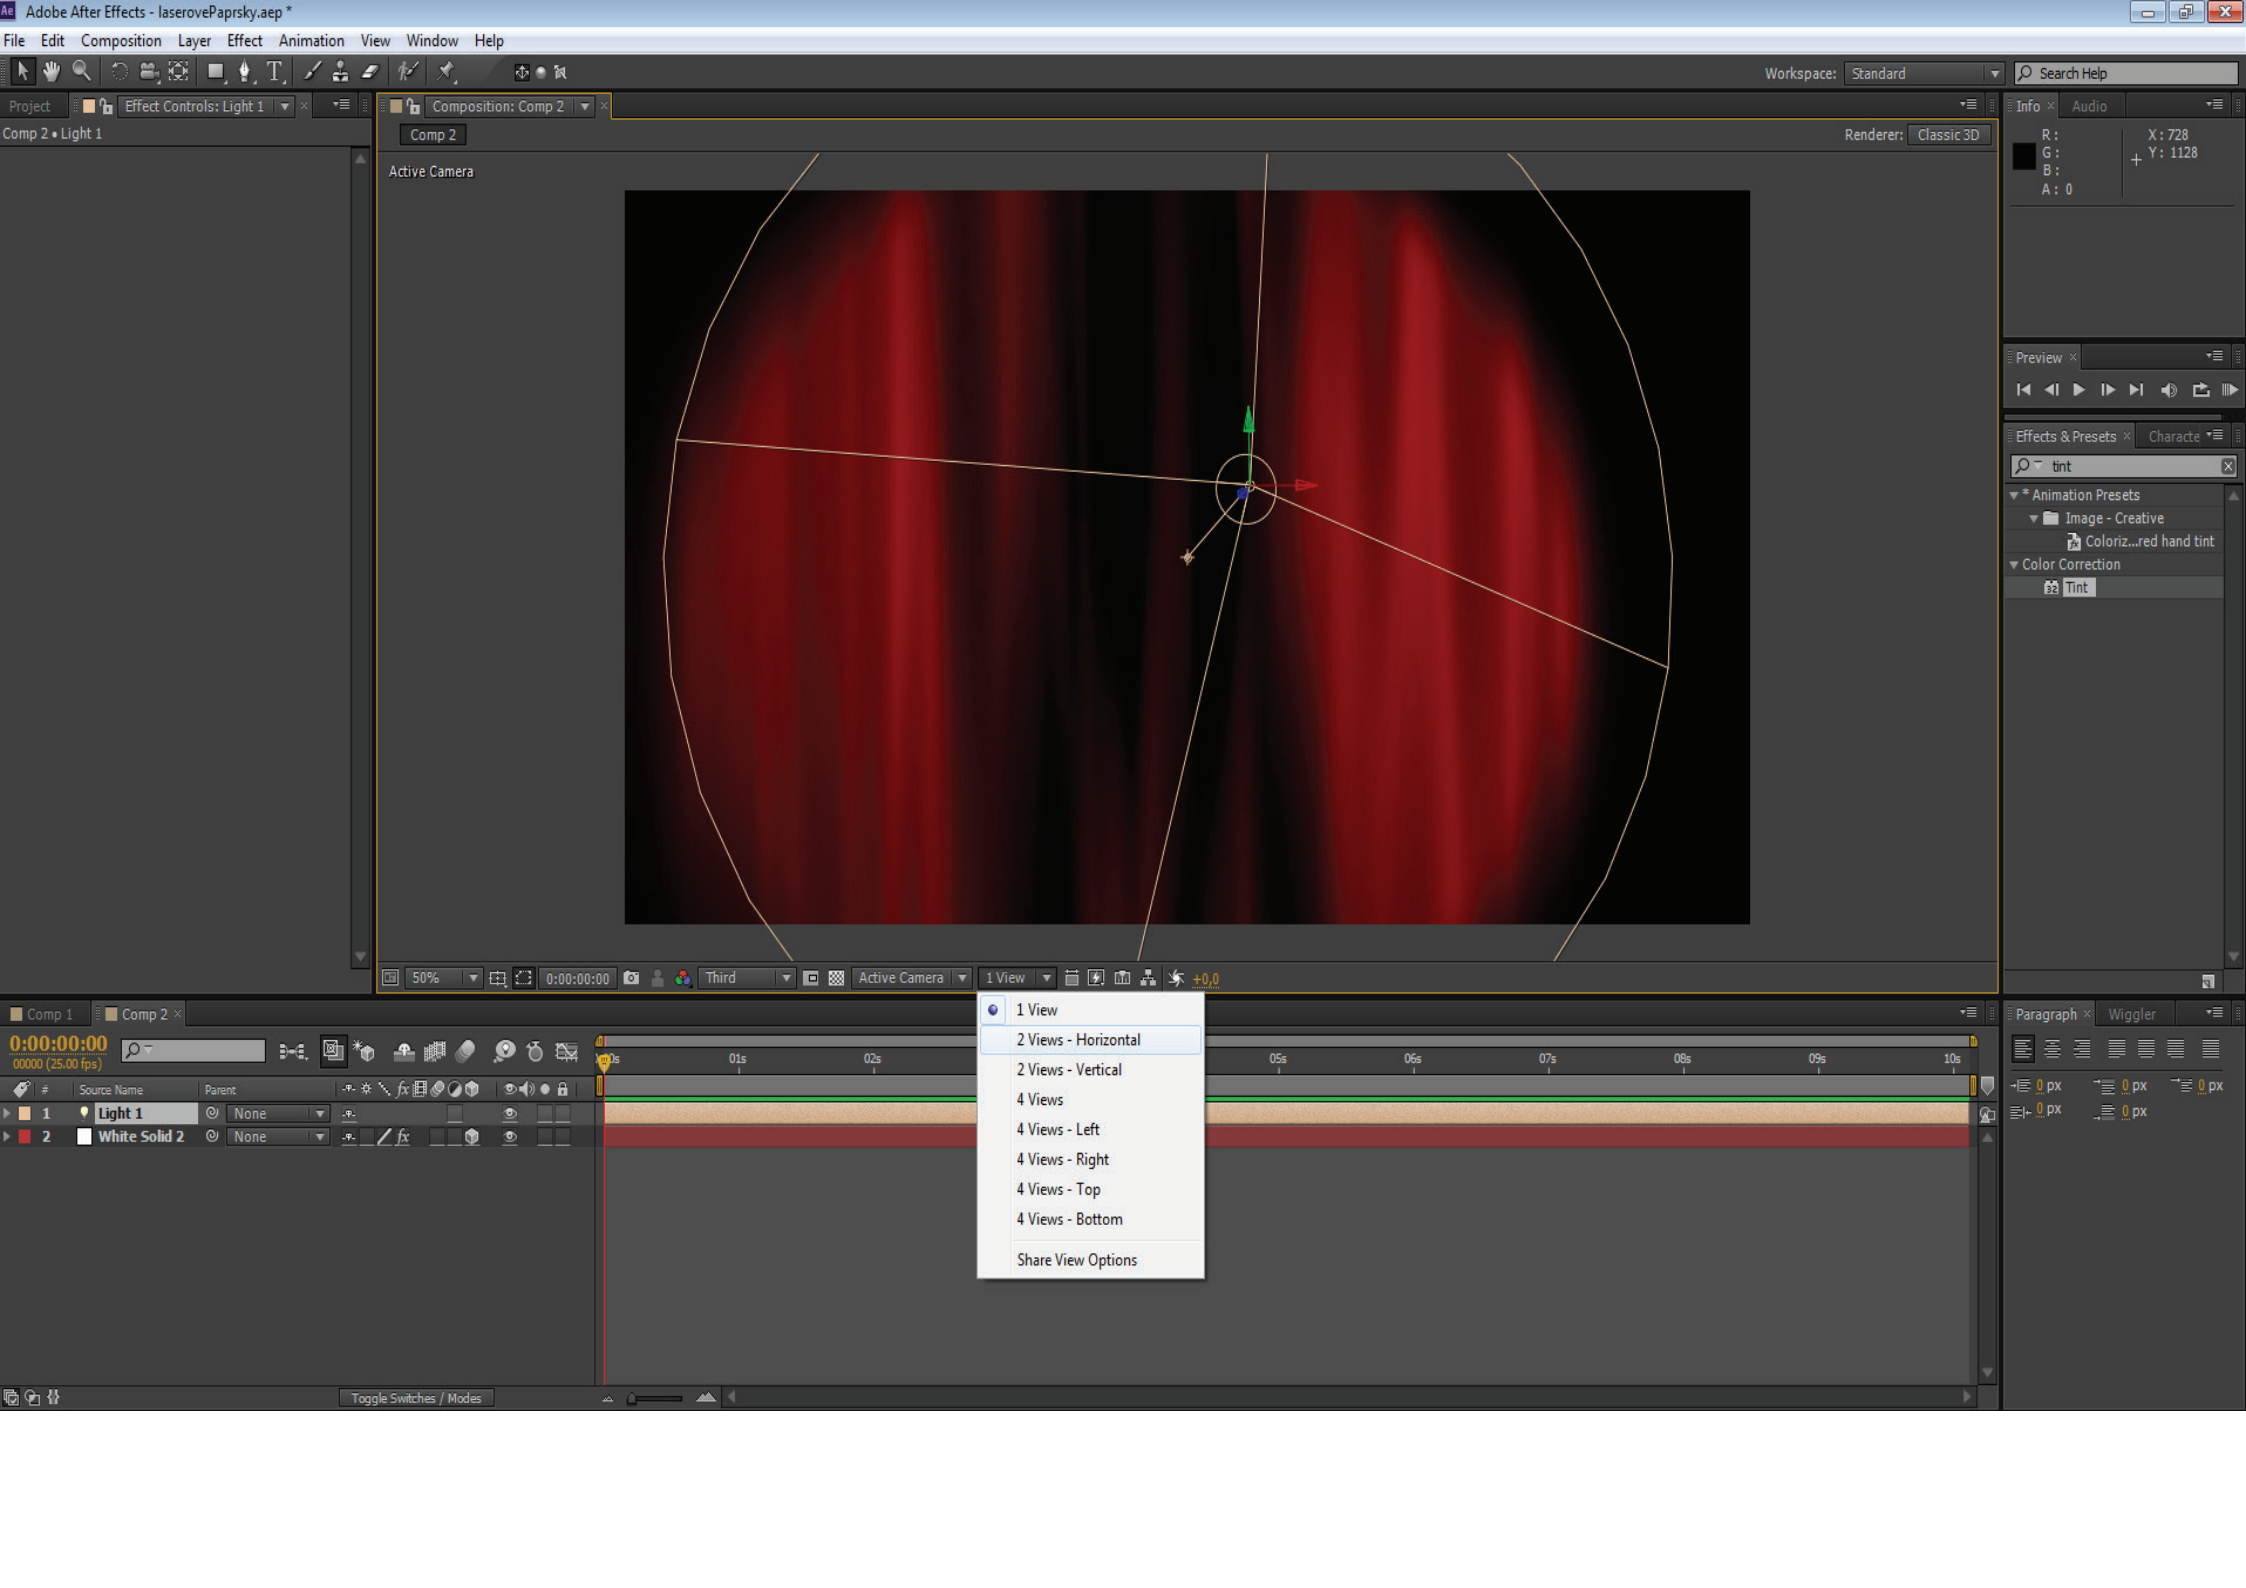 Ae Adobe After Effects - laserovePaprsky.aep *
File Edit Composition Layer Effect Animation View Window Help
T
Workspace: Standard
Search Help
Project
Effect Controls: Light 1
Composition: Comp 2
Info
Audio
Comp 2 • Light 1
Comp 2
Renderer: Classic 3D
Active Camera
R :
G :
B :
A : 0
X : 728
Y : 1128
Preview
Effects & Presets
Characte
tint
* Animation Presets
Image - Creative
Coloriz...red hand tint
Color Correction
32 Tint
50%
0:00:00:00
Third
Active Camera
1 View
+0,0
1 View
2 Views - Horizontal
2 Views - Vertical
4 Views
4 Views - Left
4 Views - Right
4 Views - Top
4 Views - Bottom
Share View Options
Comp 1
Comp 2
0:00:00:00
00000 (25.00 fps)
01s 02s 05s 06s 07s 08s 09s 10s
# Source Name Parent
fx
1 Light 1 None
2 White Solid 2 None fx
Toggle Switches / Modes
Paragraph
Wiggler
0 px 0 px 0 px
0 px 0 px